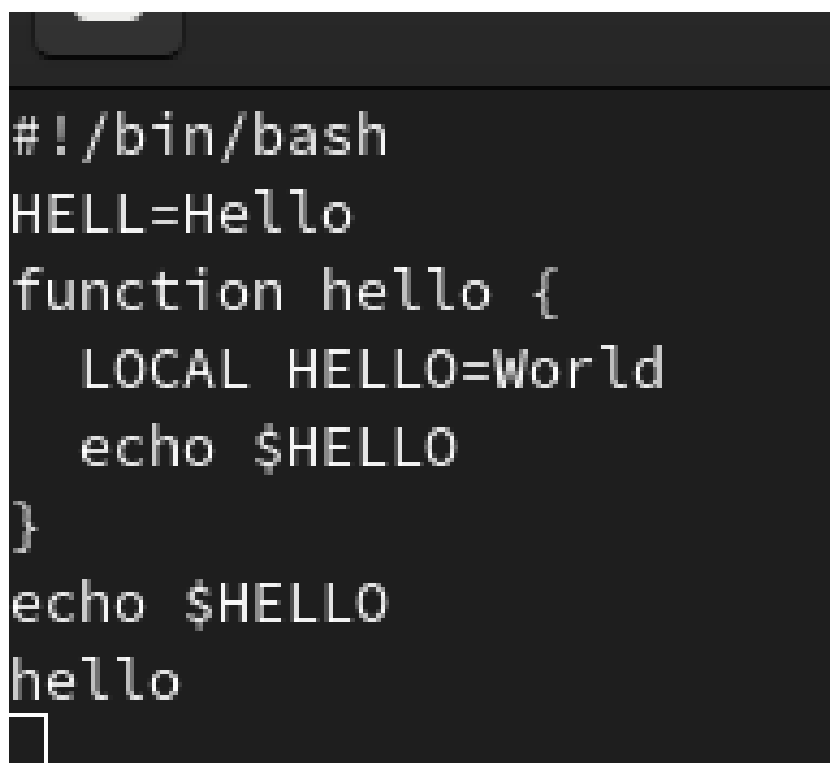 #!/bin/bash
HELL=Hello
function hello {
  LOCAL HELLO=World
  echo $HELLO
}
echo $HELLO
hello